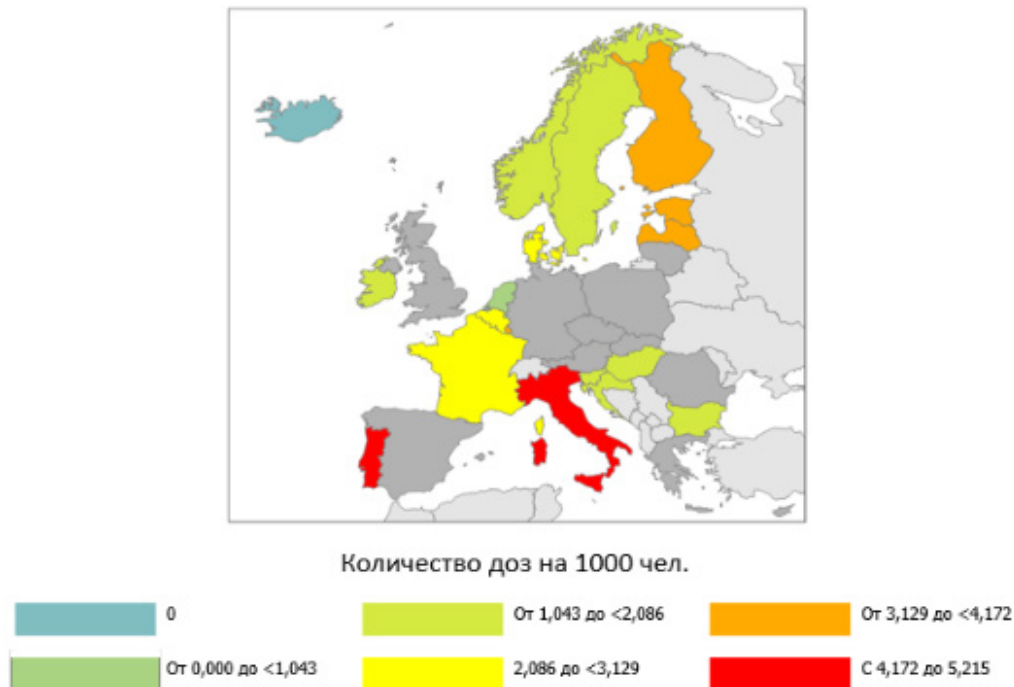 Количество доз на 1000 чел.
0
От 1,043 до <2,086
От 3,129 до <4,172
От 0,000 до <1,043
2,086 до <3,129
С 4,172 до 5,215